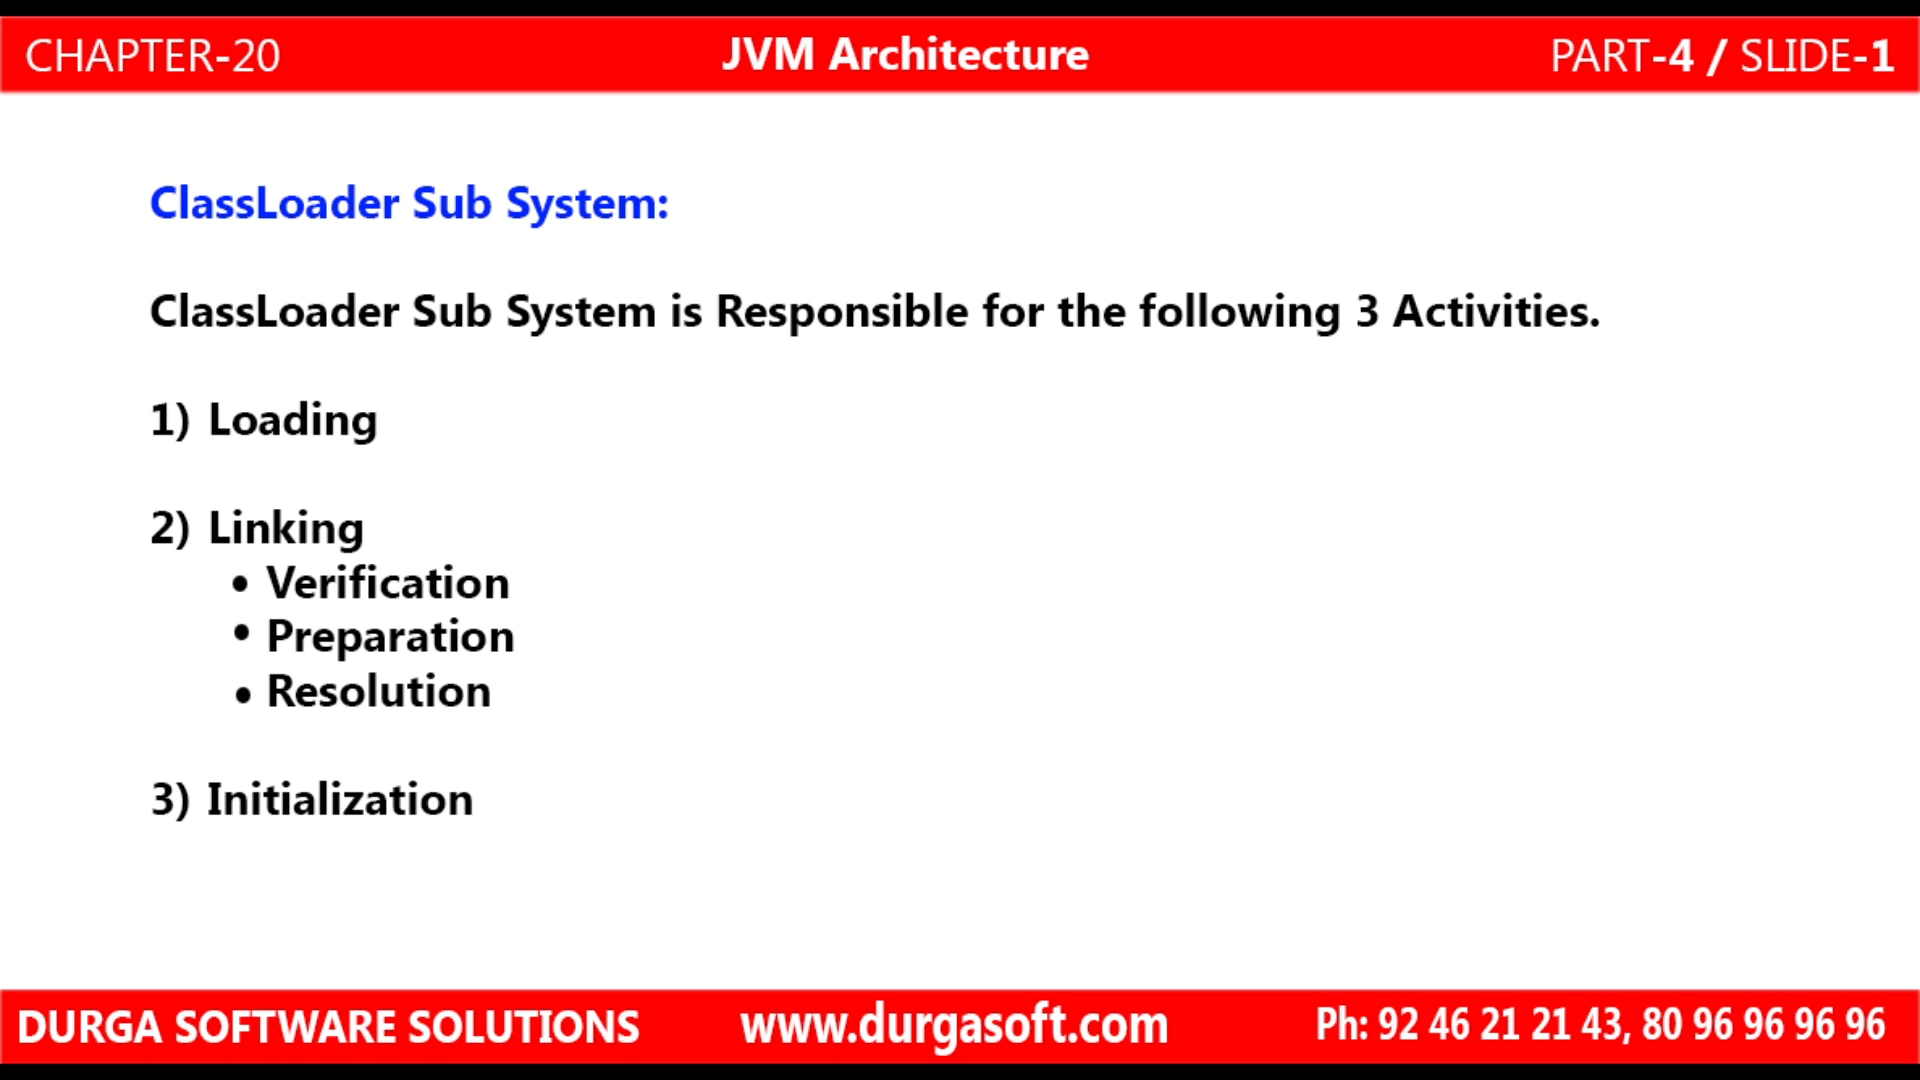 CHAPTER-20 JVM Architecture PART-4 / SLIDE-1
ClassLoader Sub System:
ClassLoader Sub System is Responsible for the following 3 Activities.
1) Loading
2) Linking
• Verification
• Preparation
• Resolution
3) Initialization
DURGA SOFTWARE SOLUTIONS www.durgasoft.com Ph: 92 46 21 21 43, 80 96 96 96 96